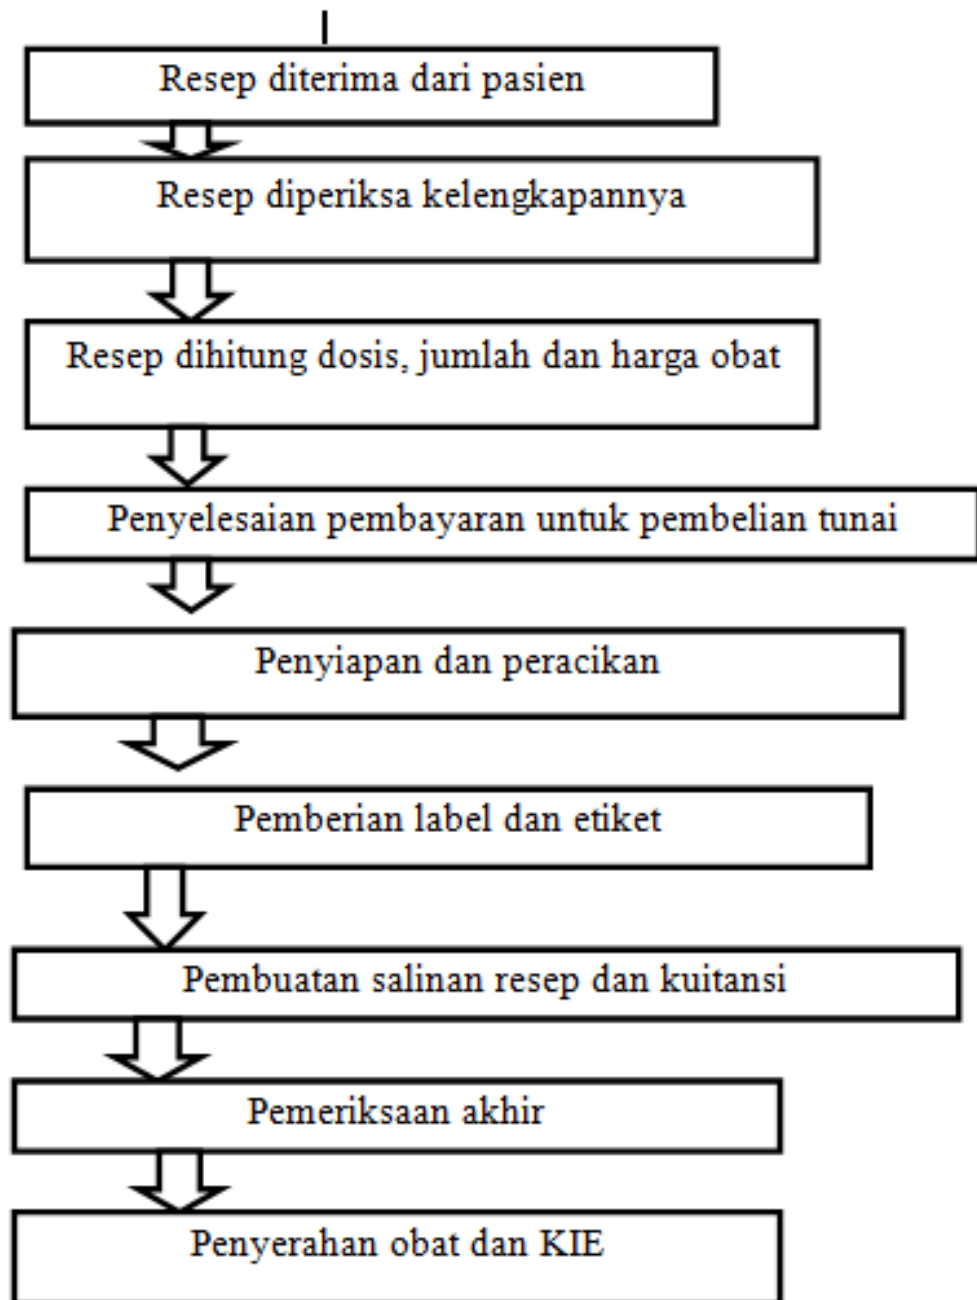 Resep diterima dari pasien
Resep diperiksa kelengkapannya
Resep dihitung dosis, jumlah dan harga obat
Penyelesaian pembayaran untuk pembelian tunai
Penyiapan dan peracikan
Pemberian label dan etiket
Pembuatan salinan resep dan kuitansi
Pemeriksaan akhir
Penyerahan obat dan KIE